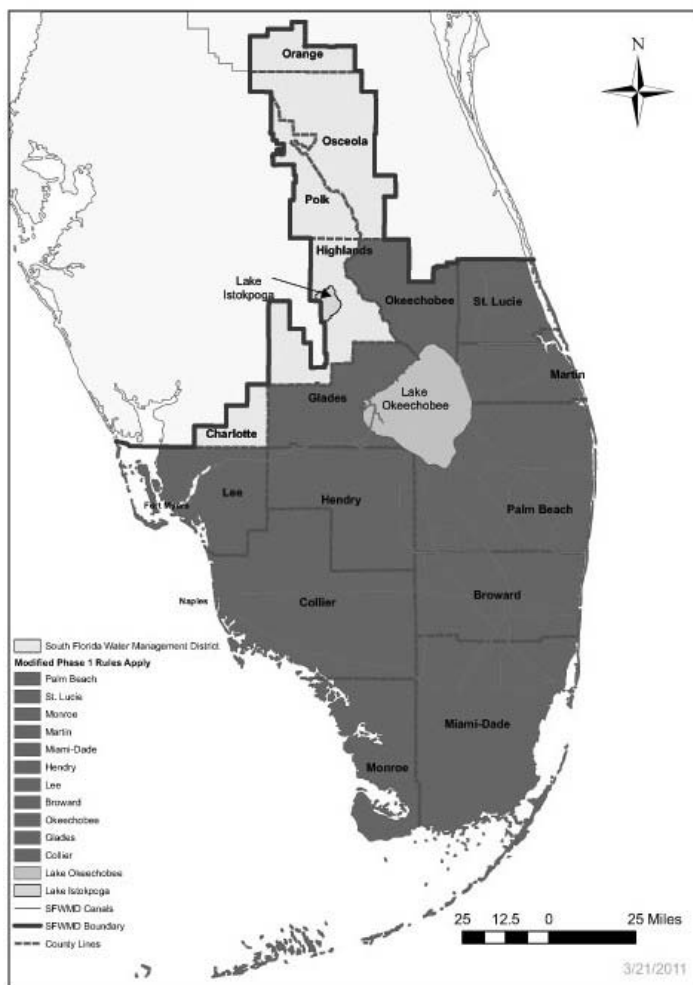 N
Orange
Osceola
Polk
Highlands
Lake
Istokpoga
Okeechobee
St. Lucie
Martin
Glades
Lake
Okeechobee
Charlotte
Lee
Fort Myers
Hendry
Palm Beach
Naples
Collier
Broward
Miami-Dade
Monroe
South Florida Water Management District
Modified Phase 1 Rules Apply
Palm Beach
St. Lucie
Monroe
Martin
Miami-Dade
Hendry
Lee
Broward
Okeechobee
Glades
Collier
Lake Okeechobee
Lake Istokpoga
SFWMD Canals
SFWMD Boundary
County Lines
25 12.5 0 25 Miles
3/21/2011